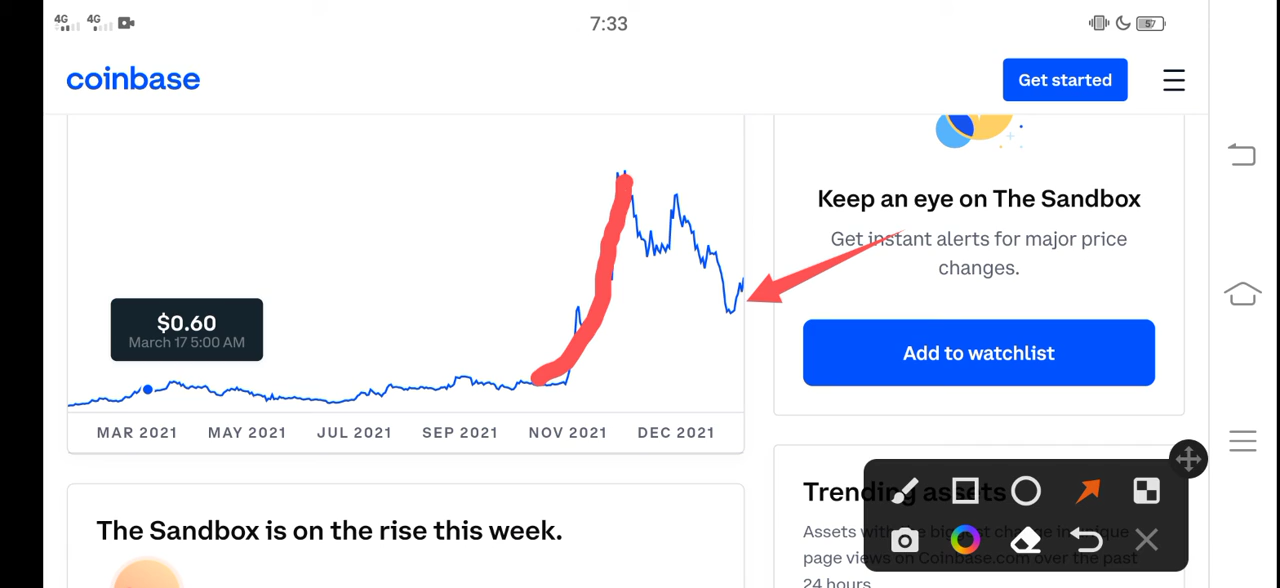 4G 4G 7:33 57
coinbase
Get started
$0.60
March 17 5:00 AM
MAR 2021 MAY 2021 JUL 2021 SEP 2021 NOV 2021 DEC 2021
Keep an eye on The Sandbox
Get instant alerts for major price
changes.
Add to watchlist
The Sandbox is on the rise this week.
Trending assets
Assets with the biggest change in unique
page views on Coinbase.com over the past
24 hours